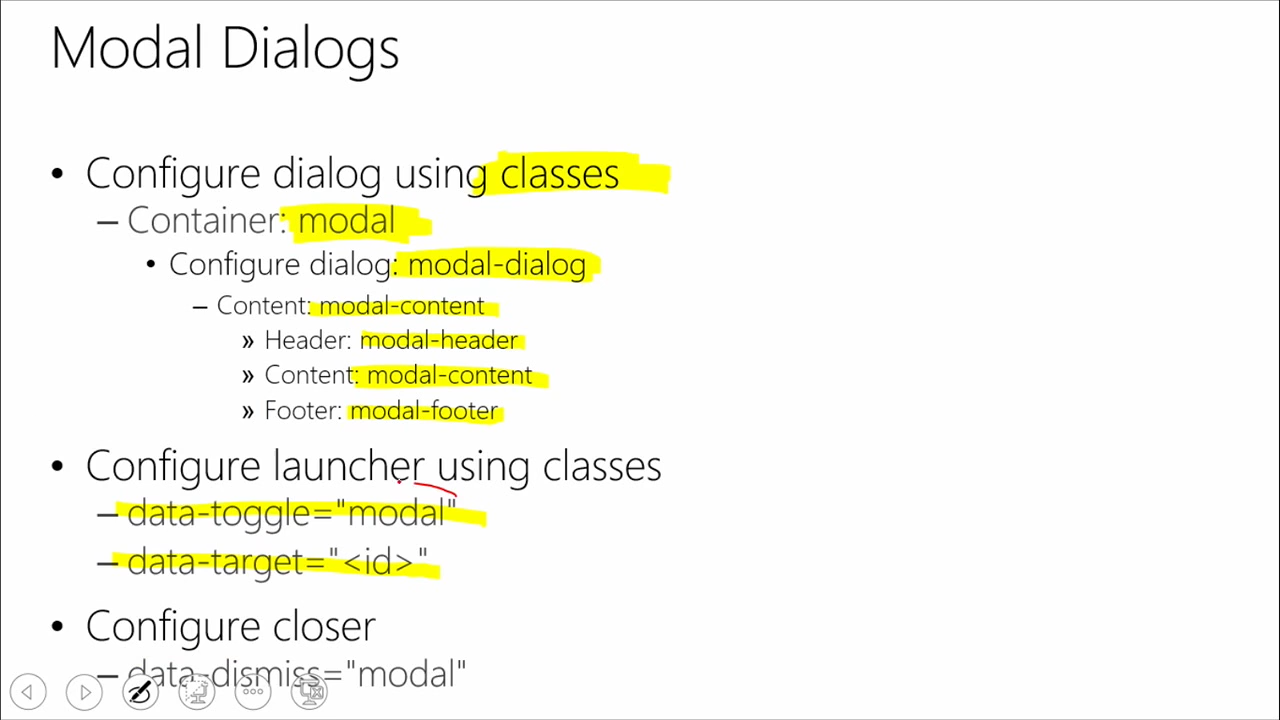 Modal Dialogs
• Configure dialog using classes
– Container: modal
• Configure dialog: modal-dialog
– Content: modal-content
» Header: modal-header
» Content: modal-content
» Footer: modal-footer
• Configure launcher using classes
– data-toggle="modal"
– data-target="<id>"
• Configure closer
– data-dismiss="modal"